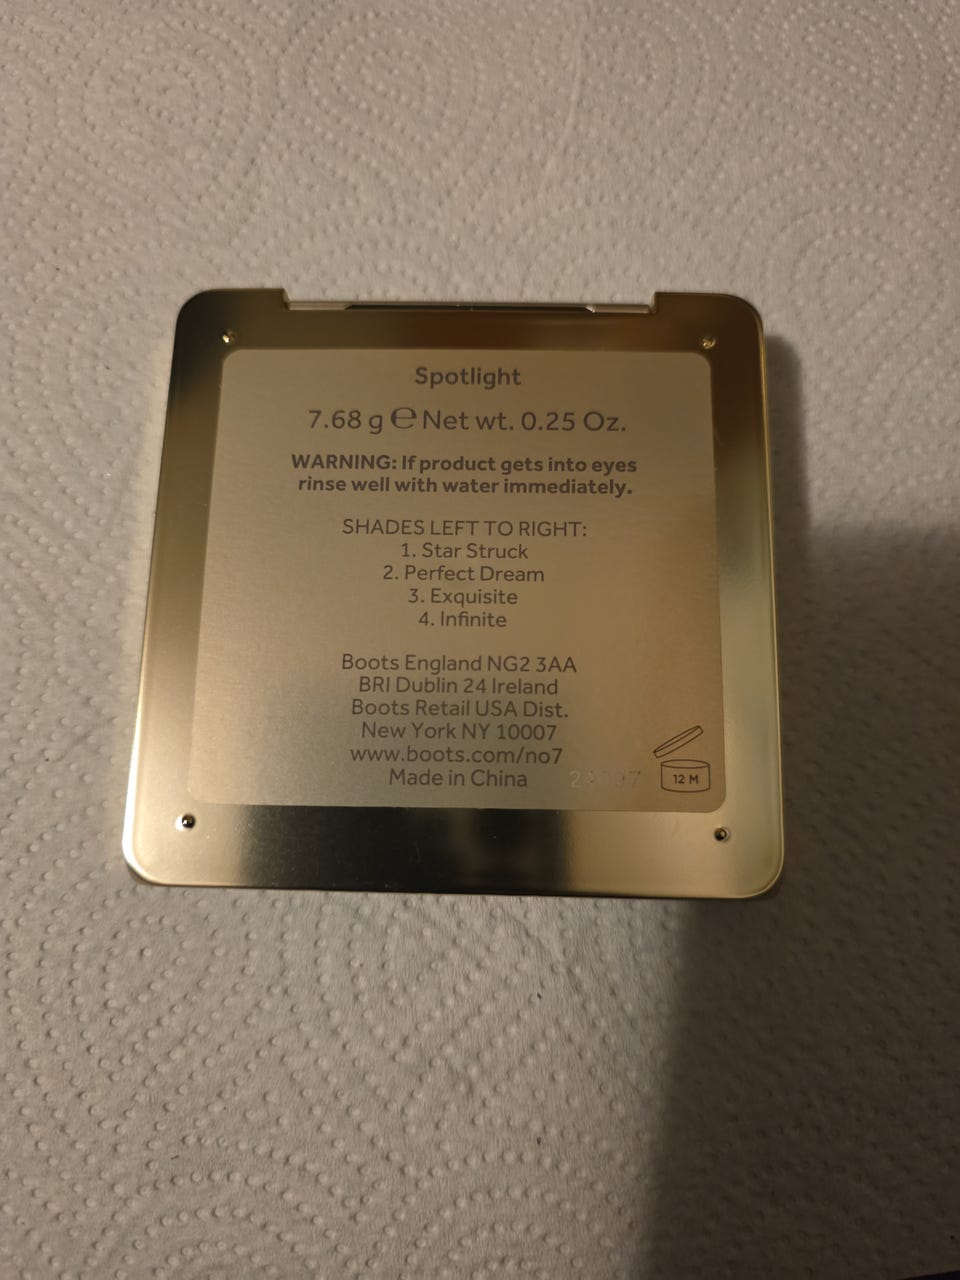 Spotlight
7.68 g ℮ Net wt. 0.25 Oz.
WARNING: If product gets into eyes
rinse well with water immediately.
SHADES LEFT TO RIGHT:
1. Star Struck
2. Perfect Dream
3. Exquisite
4. Infinite
Boots England NG2 3AA
BRI Dublin 24 Ireland
Boots Retail USA Dist.
New York NY 10007
www.boots.com/no7
Made in China
12 M